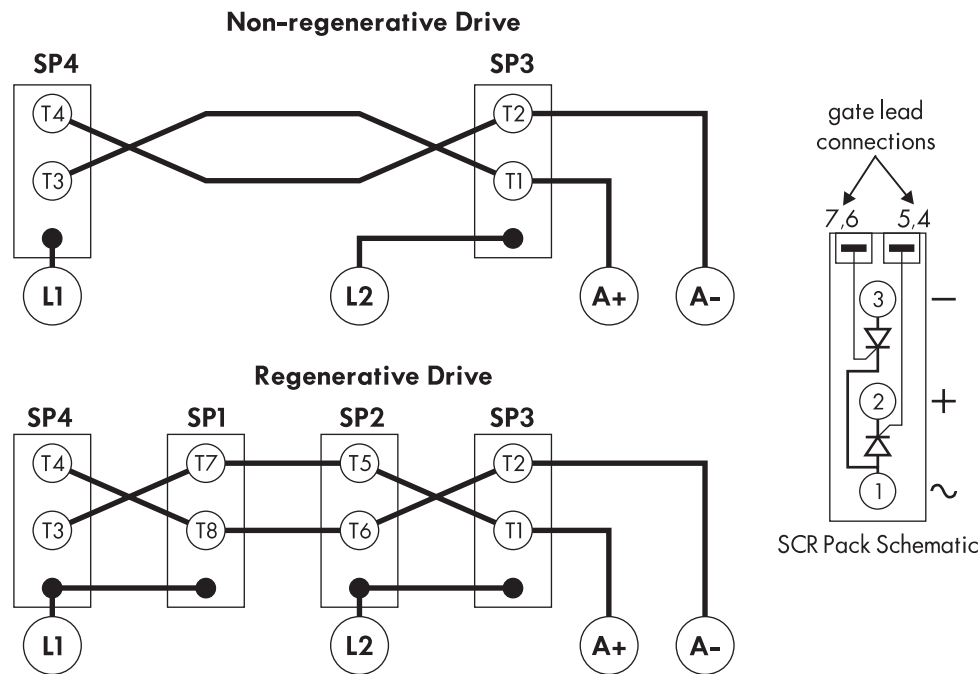 Non-regenerative Drive
SP4 SP3
T4 T2
T3 T1
L1 L2 A+ A-
Regenerative Drive
SP4 SP1 SP2 SP3
T4 T7 T5 T2
T3 T8 T6 T1
L1 L2 A+ A-
gate lead
connections
7,6 5,4
3 −
2 +
1 ~
SCR Pack Schematic